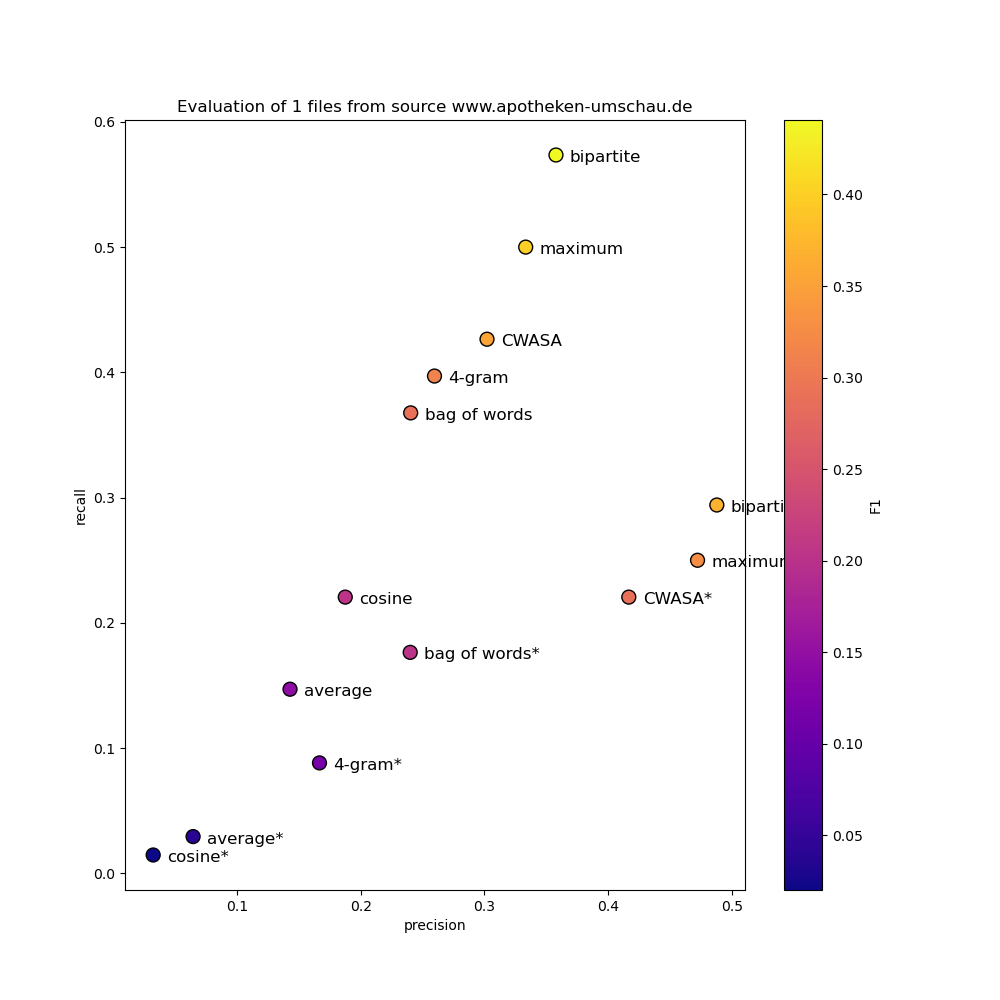 Evaluation of 1 files from source www.apotheken-umschau.de
0.6
0.5
0.4
0.3
0.2
0.1
0.0
recall
bipartite
maximum
CWASA
4-gram
bag of words
biparti
maximum
cosine
CWASA*
bag of words*
average
4-gram*
average*
cosine*
0.1
0.2
0.3
0.4
0.5
precision
0.40
0.35
0.30
0.25
0.20
0.15
0.10
0.05
F1